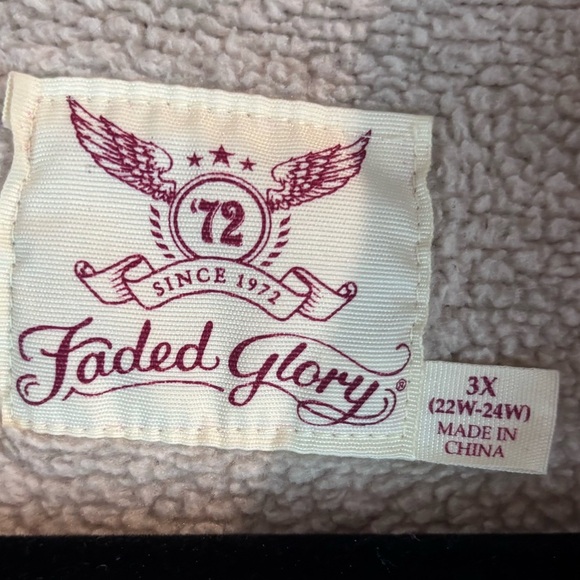 '72
SINCE 1972
Faded Glory®
3X
(22W-24W)
MADE IN
CHINA